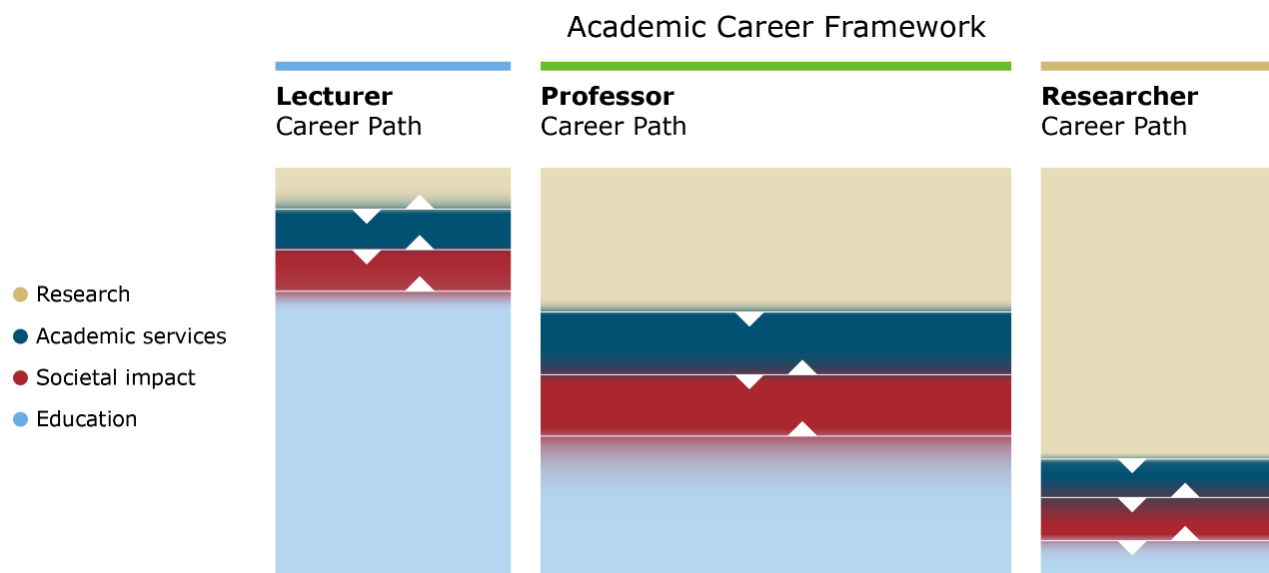 Academic Career Framework
Lecturer
Career Path
Professor
Career Path
Researcher
Career Path
Research
Academic services
Societal impact
Education